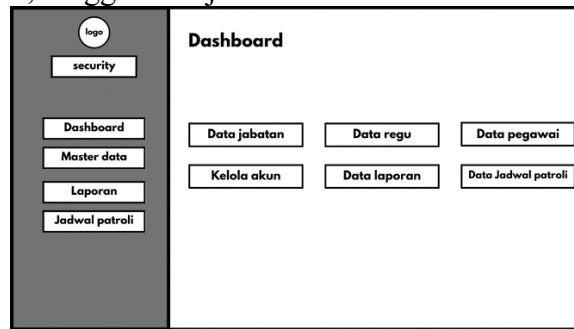 logo
security
Dashboard
Master data
Laporan
Jadwal patroli
Dashboard
Data jabatan Data regu Data pegawai
Kelola akun Data laporan Data Jadwal patroli